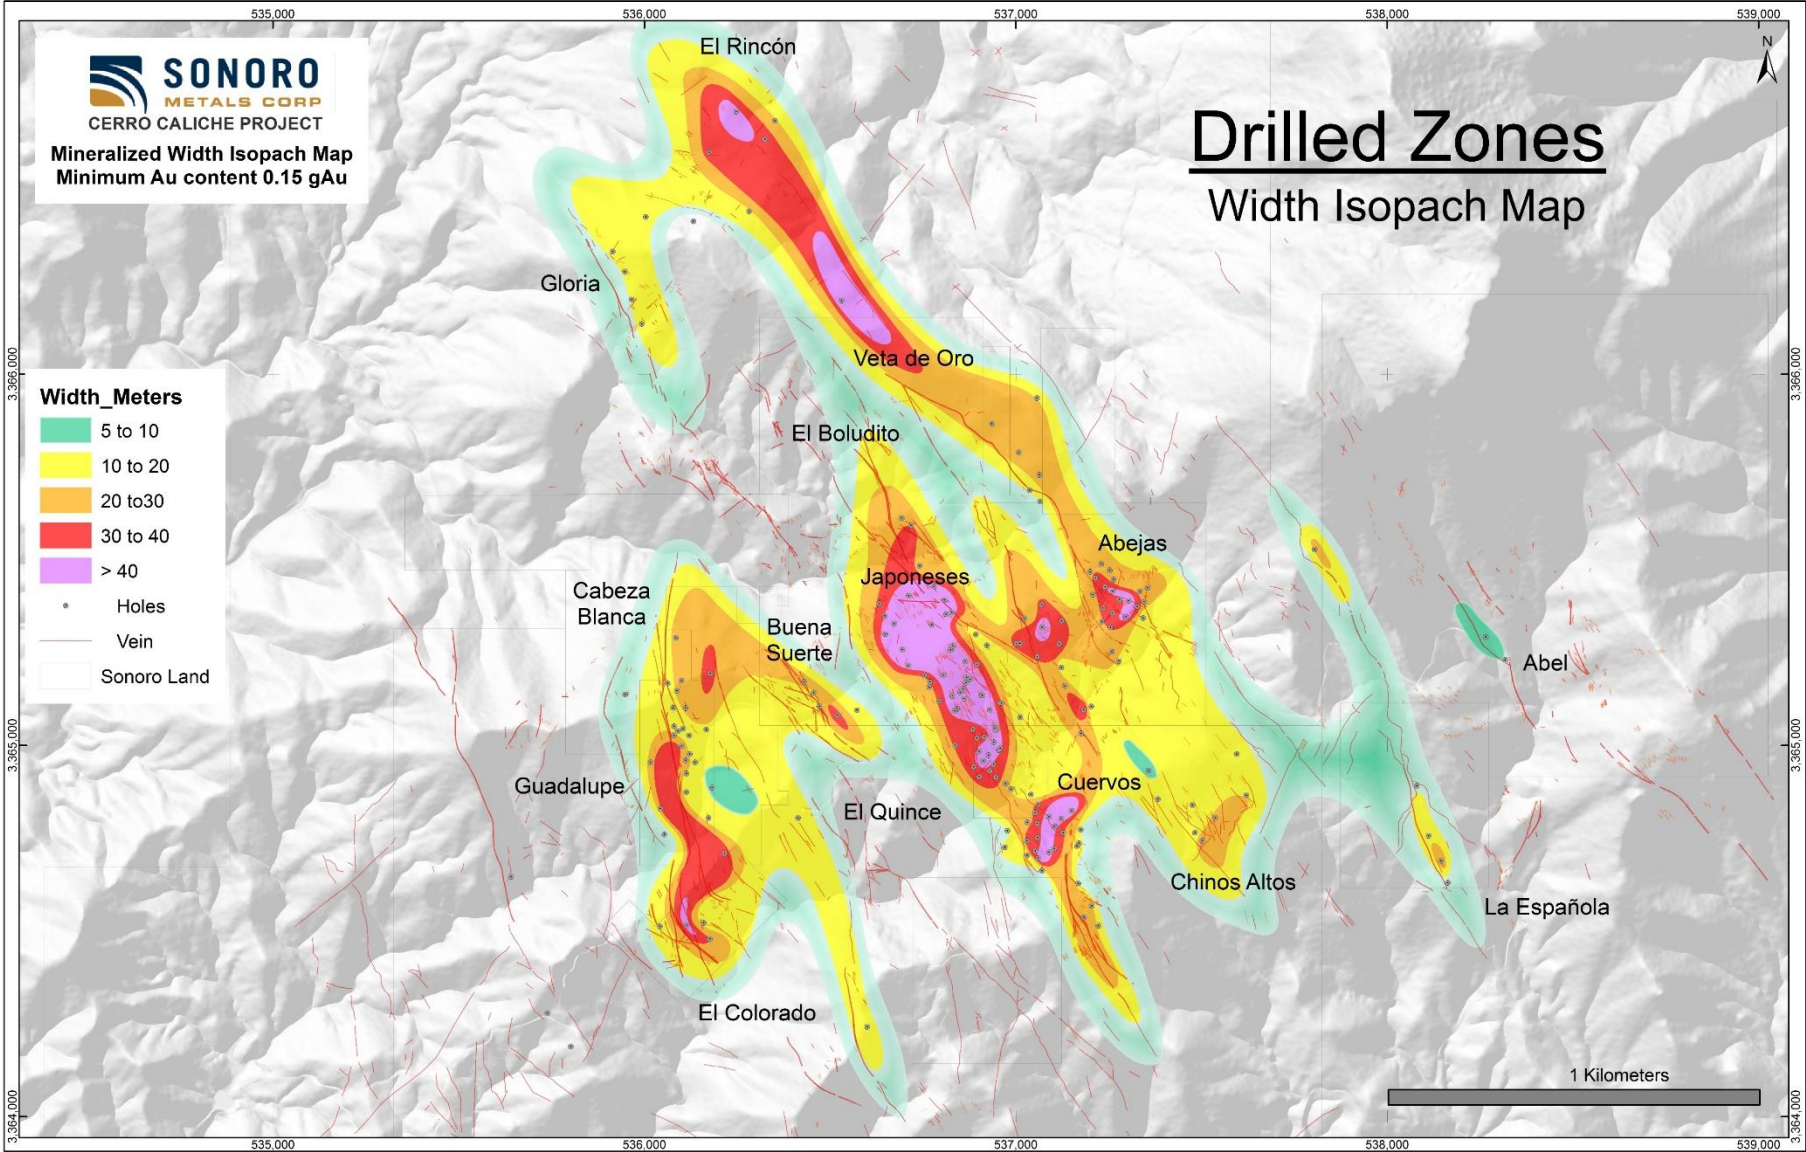 535,000
536,000
537,000
538,000
539,000
SONORO
METALS CORP
CERRO CALICHE PROJECT
Mineralized Width Isopach Map
Minimum Au content 0.15 gAu
El Rincón
N
Drilled Zones
Width Isopach Map
Gloria
Veta de Oro
3,366,000
3,366,000
Width_Meters
5 to 10
10 to 20
20 to30
30 to 40
> 40
Holes
Vein
Sonoro Land
El Boludito
Abejas
Japoneses
Cabeza
Blanca
Buena
Suerte
Abel
3,365,000
3,365,000
Guadalupe
Cuervos
El Quince
Chinos Altos
La Española
El Colorado
1 Kilometers
3,364,000
3,364,000
535,000
536,000
537,000
538,000
539,000